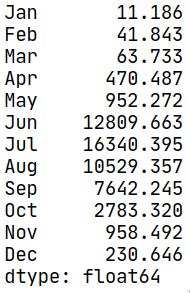 Jan 11.186
Feb 41.843
Mar 63.733
Apr 470.487
May 952.272
Jun 12809.663
Jul 16340.395
Aug 10529.357
Sep 7642.245
Oct 2783.320
Nov 958.492
Dec 230.646
dtype: float64